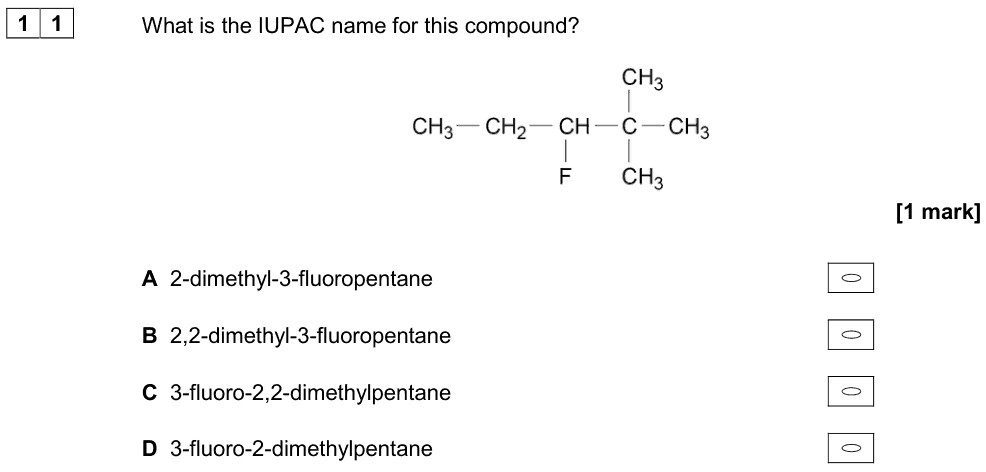 1 1 What is the IUPAC name for this compound?
CH3
CH3 — CH2 — CH — C — CH3
F CH3
[1 mark]
A 2-dimethyl-3-fluoropentane
B 2,2-dimethyl-3-fluoropentane
C 3-fluoro-2,2-dimethylpentane
D 3-fluoro-2-dimethylpentane